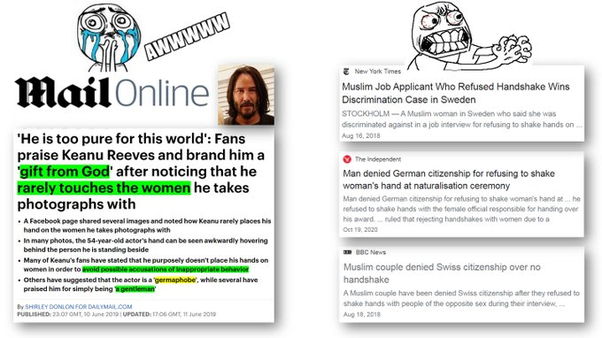 AWWWWW
Mail Online
'He is too pure for this world': Fans
praise Keanu Reeves and brand him a
'gift from God' after noticing that he
rarely touches the women he takes
photographs with
• A Facebook page shared several images and noted how Keanu rarely places his
hand on the women he takes photographs with
• In many photos, the 54-year-old actor's hand can be seen awkwardly hovering
behind the person he is standing beside
• Many of Keanu's fans have stated that he purposely doesn't place his hands on
women in order to avoid possible accusations of inappropriate behavior
• Others have suggested that the actor is a 'germaphobe', while several have
praised him for simply being 'a gentleman'
By SHIRLEY DONLON FOR DAILYMAIL.COM
PUBLISHED: 23:07 GMT, 10 June 2019 | UPDATED: 17:06 GMT, 11 June 2019
New York Times
Muslim Job Applicant Who Refused Handshake Wins
Discrimination Case in Sweden
STOCKHOLM — A Muslim woman in Sweden who said she was
discriminated against in a job interview for refusing to shake hands on ...
Aug 16, 2018
The Independent
Man denied German citizenship for refusing to shake
woman's hand at naturalisation ceremony
Man denied German citizenship for refusing to shake woman's hand at ... he
refused to shake hands with the female official responsible for handing over
his award. ... ruled that rejecting handshakes with women due to a
Oct 19, 2020
BBC News
Muslim couple denied Swiss citizenship over no
handshake
A Muslim couple have been denied Swiss citizenship after they refused to
shake hands with people of the opposite sex during their interview, ...
Aug 18, 2018